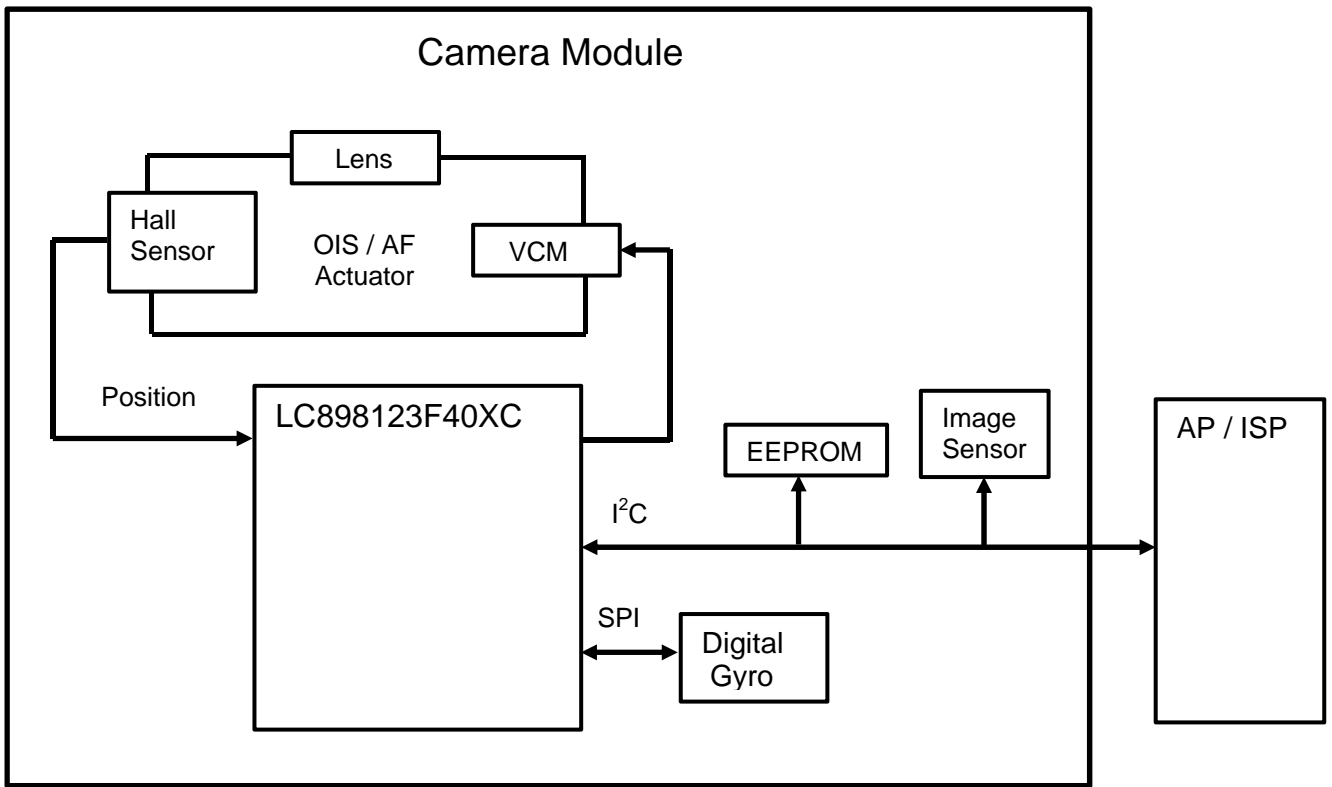 Camera Module
Lens
Hall
Sensor
OIS / AF
Actuator
VCM
Position
LC898123F40XC
EEPROM
Image
Sensor
AP / ISP
I²C
SPI
Digital
Gyro